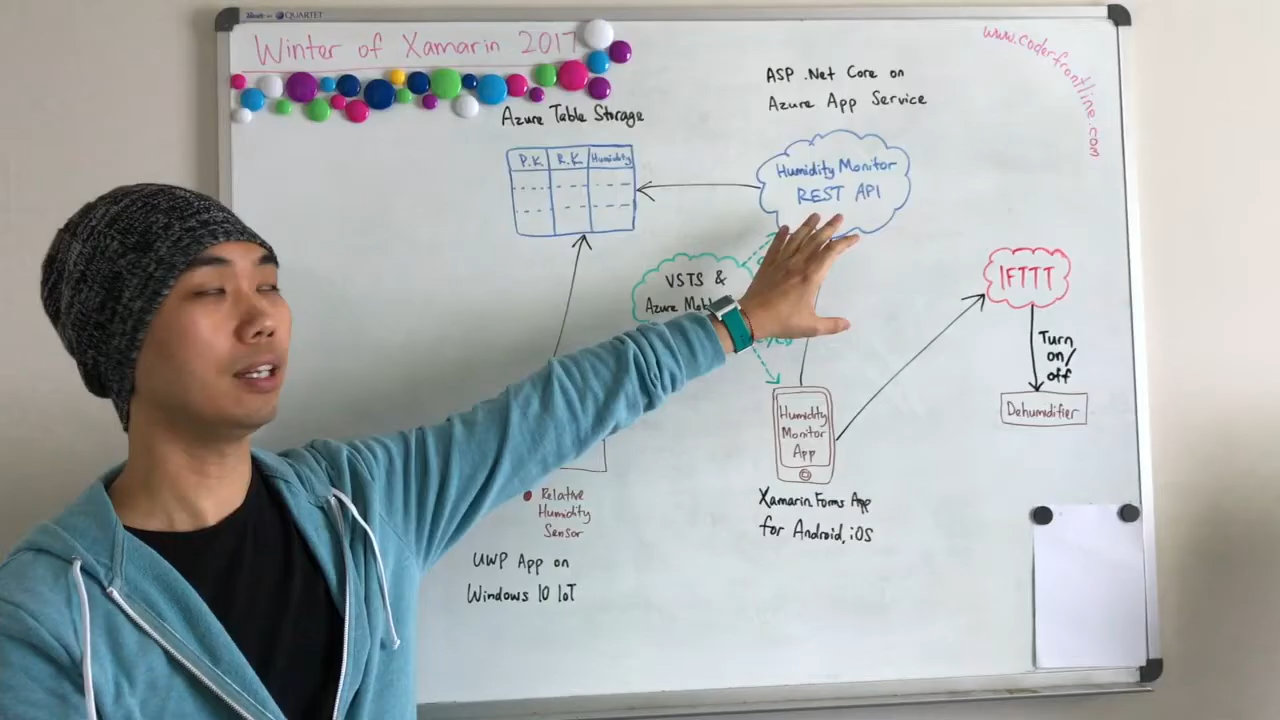 QUARTET
Winter of Xamarin 2017
www.coderfrontline.com
ASP .Net Core on
Azure App Service
Azure Table Storage
P.K. R.K. Humidity
Humidity Monitor
REST API
VSTS &
Azure Mob
IFTTT
Turn
on/
off
Dehumidifier
Humidity
Monitor
App
Xamarin Forms App
for Android, iOS
Relative
Humidity
Sensor
UWP App on
Windows 10 IoT